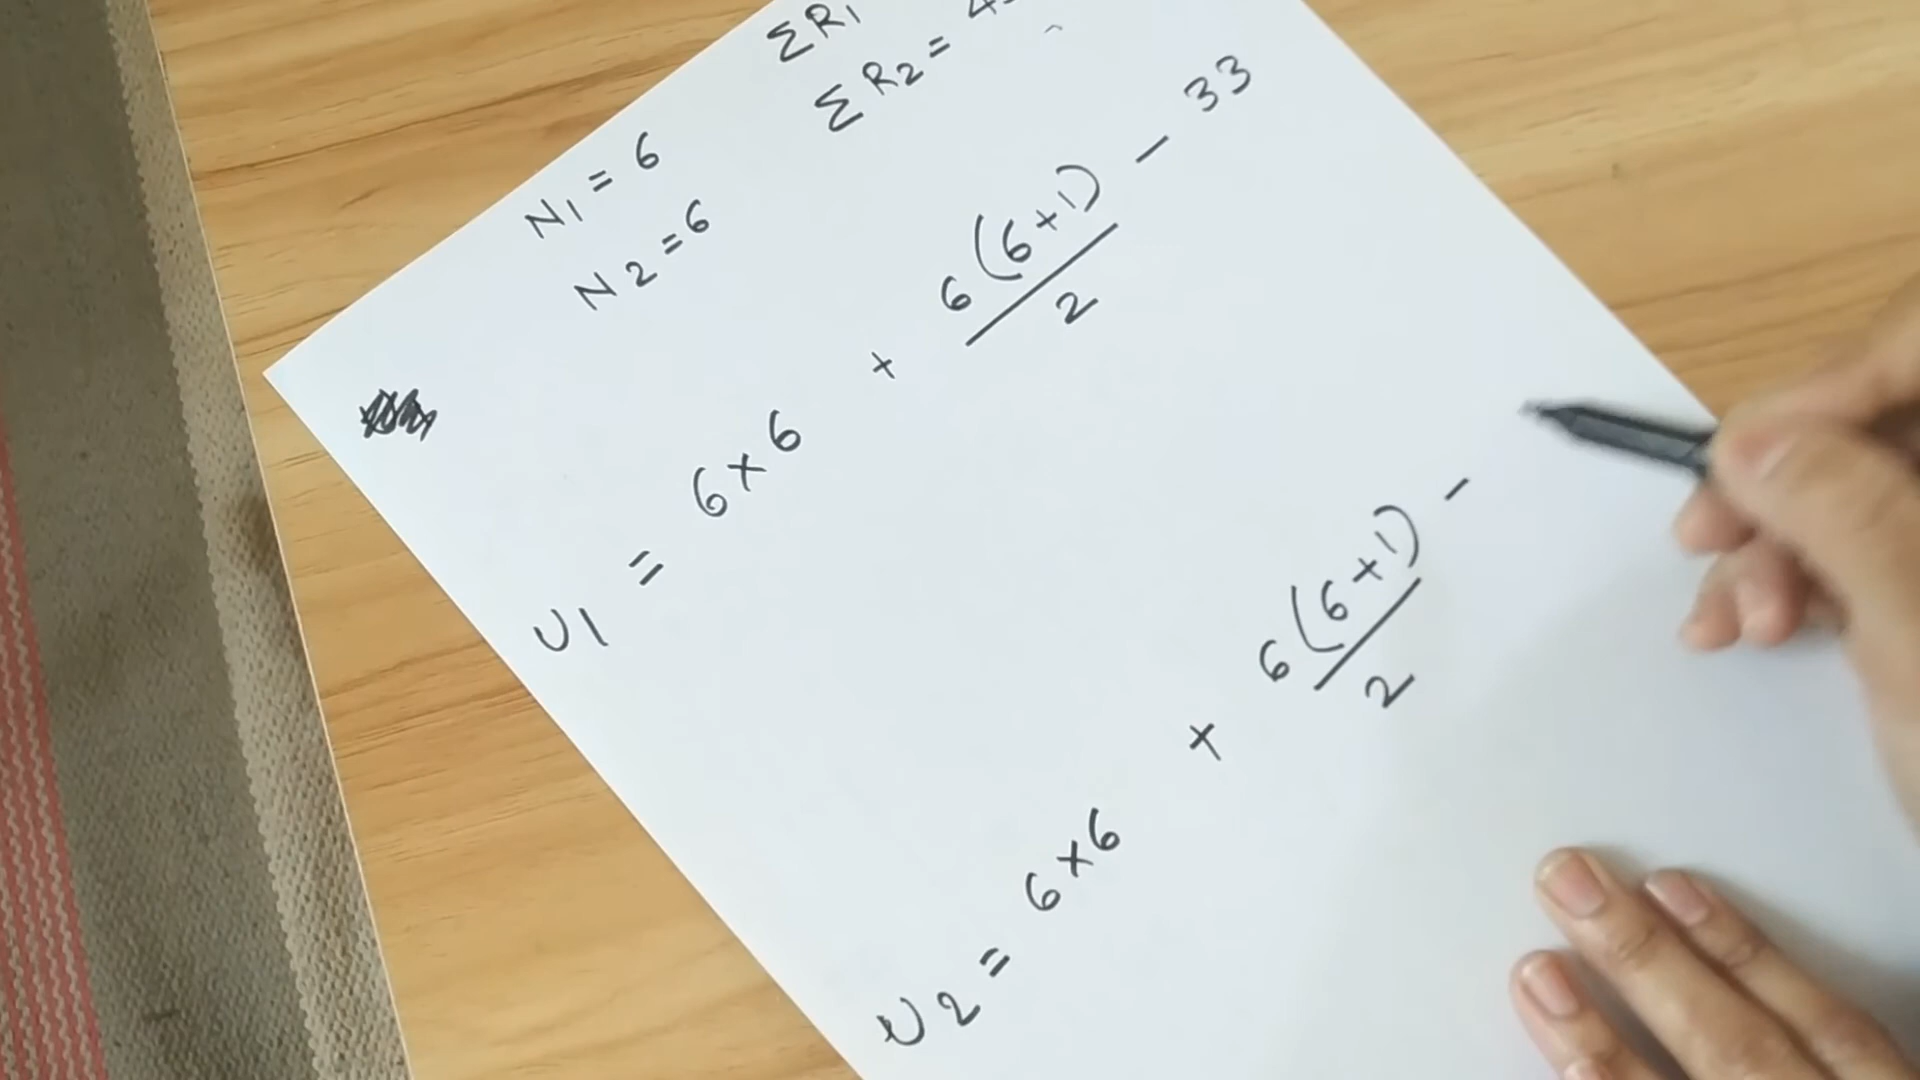 ΣR1
ΣR2 = 4
N1 = 6
N2 = 6
U1 = 6 × 6 + 6(6+1)/2 − 33
U2 = 6 × 6 + 6(6+1)/2 −